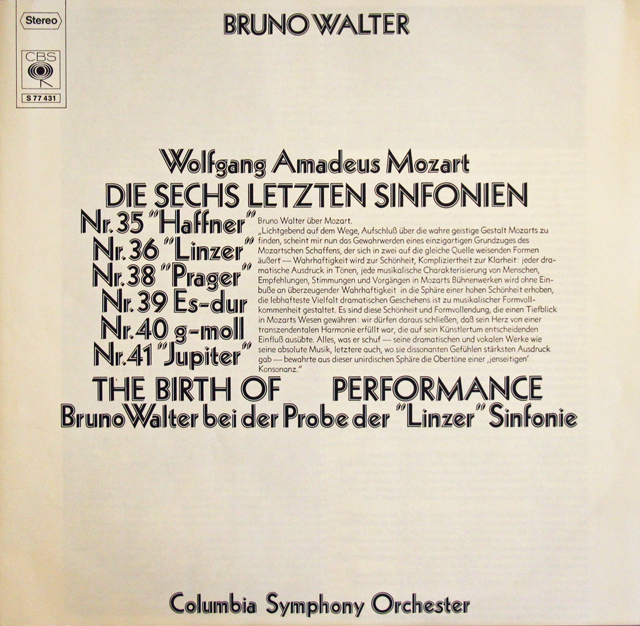 Stereo
CBS
S 77 431
BRUNO WALTER
Wolfgang Amadeus Mozart
DIE SECHS LETZTEN SINFONIEN
Nr. 35 "Haffner"
Nr. 36 "Linzer"
Nr. 38 "Prager"
Nr. 39 Es-dur
Nr. 40 g-moll
Nr. 41 "Jupiter"
Bruno Walter über Mozart.
„Lichtgebend auf dem Wege, Aufschluß über die wahre geistige Gestalt Mozarts zu
finden, scheint mir nun das Gewahrwerden eines einzigartigen Grundzuges des
Mozartschen Schaffens, der sich in zwei auf die gleiche Quelle weisenden Formen
äußert — Wahrhaftigkeit wird zur Schönheit, Kompliziertheit zur Klarheit: jeder dra-
matische Ausdruck in Tönen, jede musikalische Charakterisierung von Menschen,
Empfehlungen, Stimmungen und Vorgängen in Mozarts Bühnenwerken wird ohne Ein-
buße an überzeugender Wahrhaftigkeit in die Sphäre einer hohen Schönheit erhoben,
die lebhafteste Vielfalt dramatischen Geschehens ist zu musikalischer Formvoll-
kommenheit gestaltet. Es sind diese Schönheit und Formvollendung, die einen Tiefblick
in Mozarts Wesen gewähren: wir dürfen daraus schließen, daß sein Herz von einer
transzendentalen Harmonie erfüllt war, die auf sein Künstlertum entscheidenden
Einfluß ausübte. Alles, was er schuf — seine dramatischen und vokalen Werke wie
seine absolute Musik, letztere auch, wo sie dissonanten Gefühlen stärksten Ausdruck
gab — bewahrte aus dieser unirdischen Sphäre die Obertöne einer ‚jenseitigen'
Konsonanz."
THE BIRTH OF PERFORMANCE
Bruno Walter bei der Probe der "Linzer" Sinfonie
Columbia Symphony Orchester